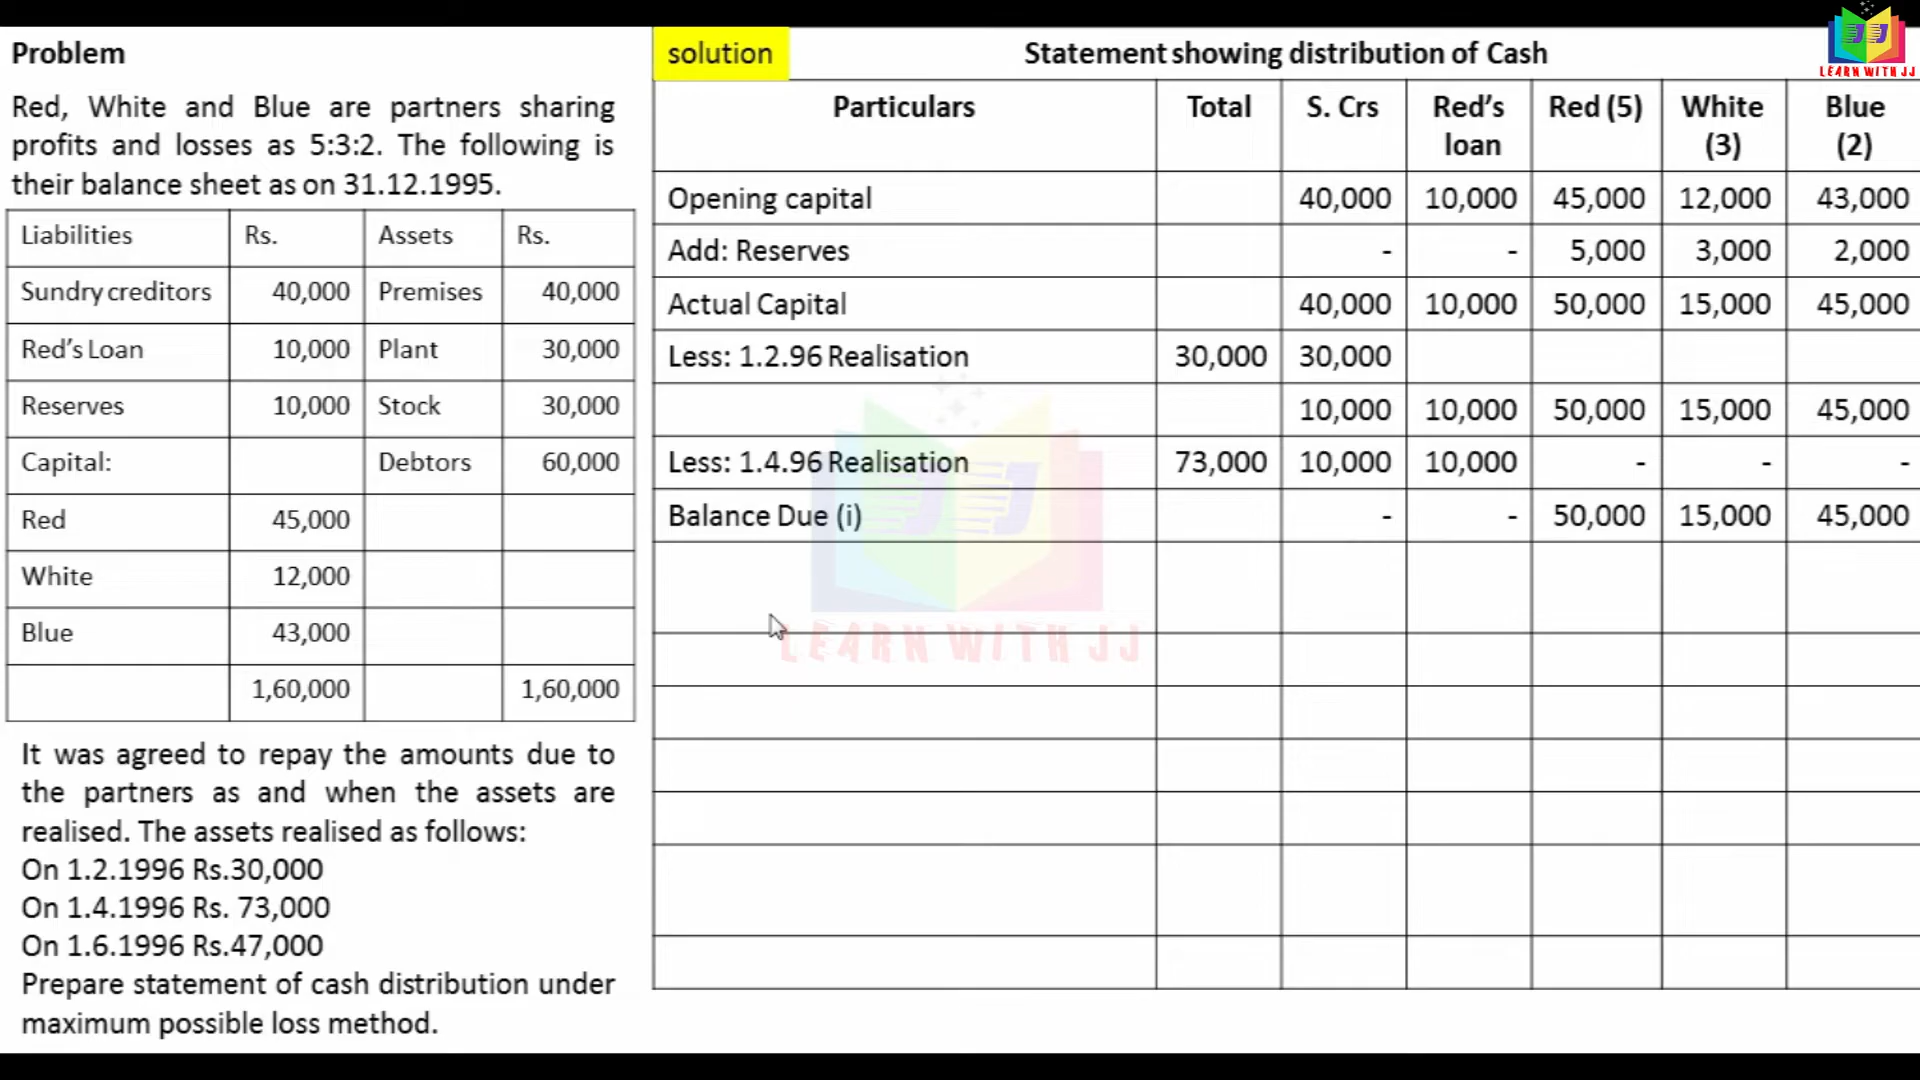 Problem
Red, White and Blue are partners sharing
profits and losses as 5:3:2. The following is
their balance sheet as on 31.12.1995.
Liabilities Rs. Assets Rs.
Sundry creditors 40,000 Premises 40,000
Red's Loan 10,000 Plant 30,000
Reserves 10,000 Stock 30,000
Capital: Debtors 60,000
Red 45,000
White 12,000
Blue 43,000
1,60,000 1,60,000
It was agreed to repay the amounts due to
the partners as and when the assets are
realised. The assets realised as follows:
On 1.2.1996 Rs.30,000
On 1.4.1996 Rs. 73,000
On 1.6.1996 Rs.47,000
Prepare statement of cash distribution under
maximum possible loss method.
solution Statement showing distribution of Cash
Particulars Total S. Crs Red's loan Red (5) White (3) Blue (2)
Opening capital 40,000 10,000 45,000 12,000 43,000
Add: Reserves - - 5,000 3,000 2,000
Actual Capital 40,000 10,000 50,000 15,000 45,000
Less: 1.2.96 Realisation 30,000 30,000
10,000 10,000 50,000 15,000 45,000
Less: 1.4.96 Realisation 73,000 10,000 10,000 - - -
Balance Due (i) - - 50,000 15,000 45,000
JJ
LEARN WITH JJ
JJ
LEARN WITH JJ